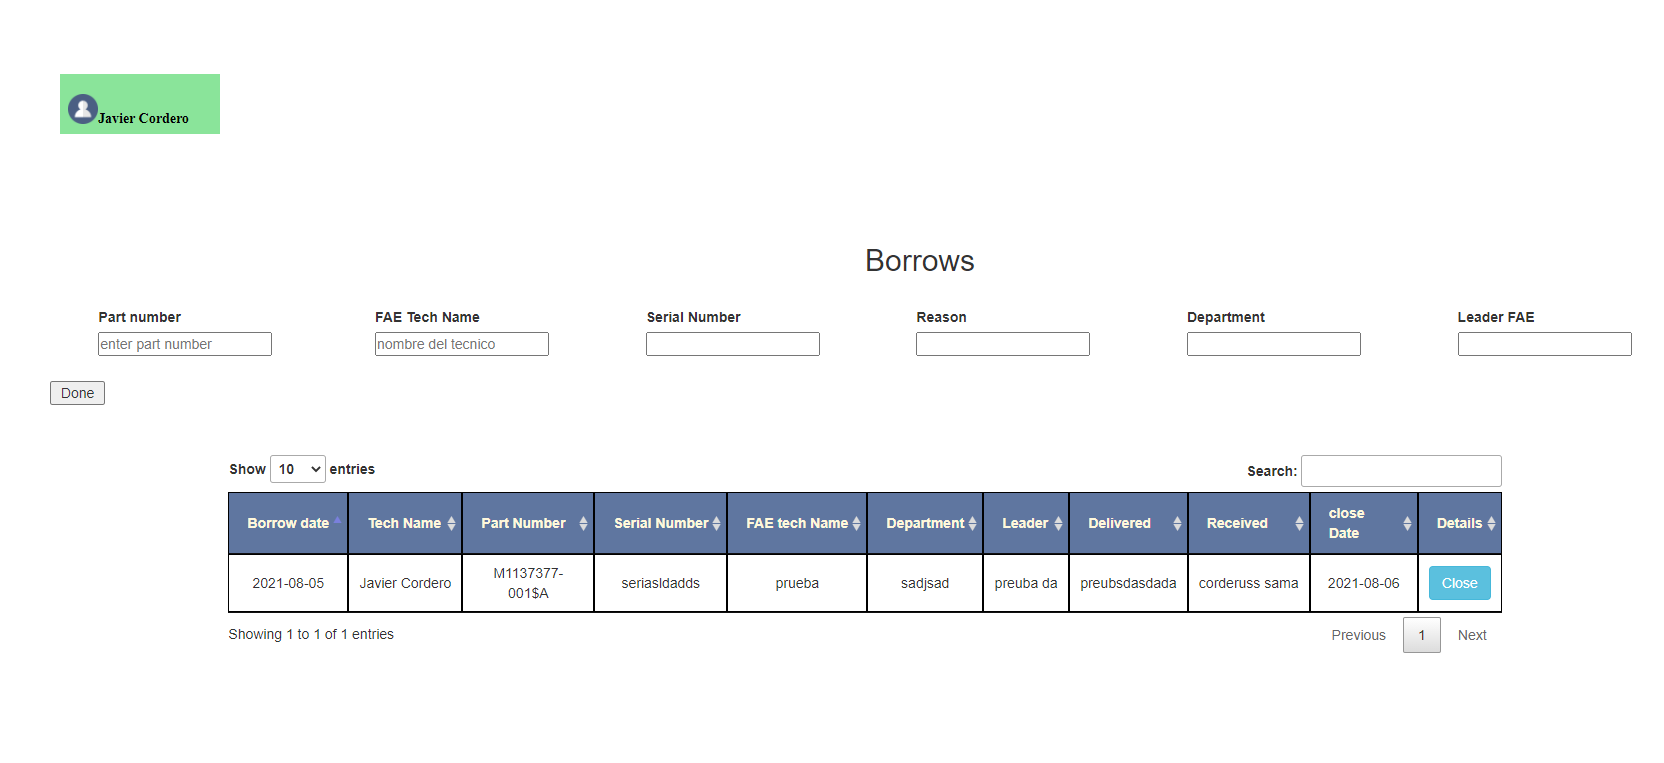 Javier Cordero
Borrows
Part number FAE Tech Name Serial Number Reason Department Leader FAE
enter part number nombre del tecnico
Done
Show 10 entries Search:
Borrow date Tech Name Part Number Serial Number FAE tech Name Department Leader Delivered Received close Date Details
2021-08-05 Javier Cordero M1137377-001$A seriasldadds prueba sadjsad preuba da preubsdasdada corderuss sama 2021-08-06 Close
Showing 1 to 1 of 1 entries Previous 1 Next